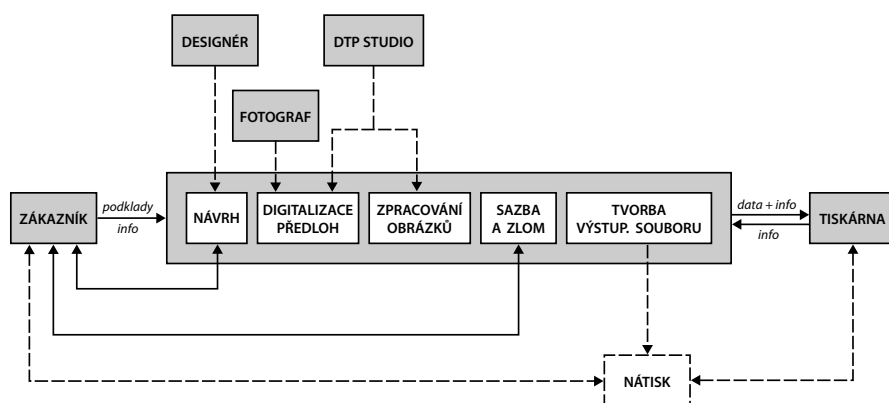 DESIGNÉR
DTP STUDIO
FOTOGRAF
ZÁKAZNÍK
podklady
info
NÁVRH
DIGITALIZACE
PŘEDLOH
ZPRACOVÁNÍ
OBRÁZKŮ
SAZBA
A ZLOM
TVORBA
VÝSTUP. SOUBORU
data + info
info
TISKÁRNA
NÁTISK